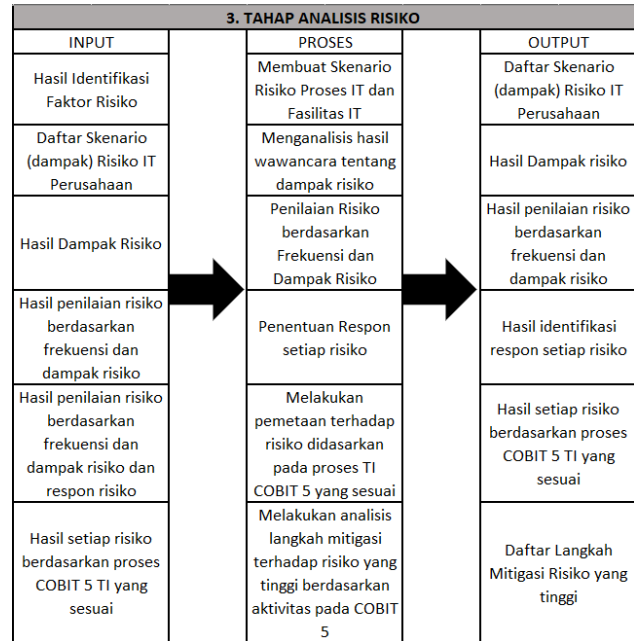 3. TAHAP ANALISIS RISIKO
INPUT
PROSES
OUTPUT
Hasil Identifikasi
Faktor Risiko
Membuat Skenario
Risiko Proses IT dan
Fasilitas IT
Daftar Skenario
(dampak) Risiko IT
Perusahaan
Daftar Skenario
(dampak) Risiko IT
Perusahaan
Menganalisis hasil
wawancara tentang
dampak risiko
Hasil Dampak risiko
Hasil Dampak Risiko
Penilaian Risiko
berdasarkan
Frekuensi dan
Dampak Risiko
Hasil penilaian risiko
berdasarkan
frekuensi dan
dampak risiko
Hasil penilaian risiko
berdasarkan
frekuensi dan
dampak risiko
Penentuan Respon
setiap risiko
Hasil identifikasi
respon setiap risiko
Hasil penilaian risiko
berdasarkan
frekuensi dan
dampak risiko dan
respon risiko
Melakukan
pemetaan terhadap
risiko didasarkan
pada proses TI
COBIT 5 yang sesuai
Hasil setiap risiko
berdasarkan proses
COBIT 5 TI yang
sesuai
Hasil setiap risiko
berdasarkan proses
COBIT 5 TI yang
sesuai
Melakukan analisis
langkah mitigasi
terhadap risiko yang
tinggi berdasarkan
aktivitas pada COBIT
5
Daftar Langkah
Mitigasi Risiko yang
tinggi